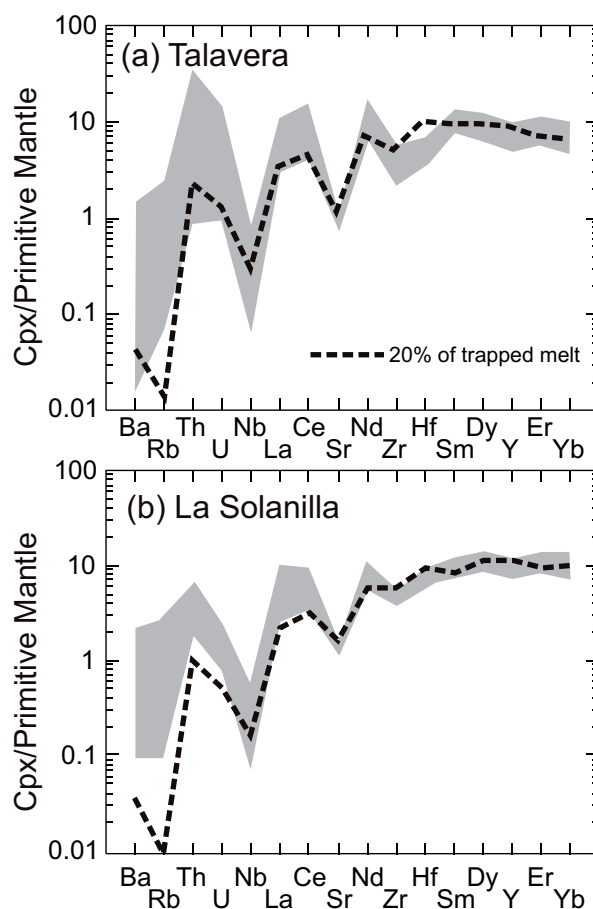 100
(a) Talavera
10
1
0.1
0.01
Cpx/Primitive Mantle
20% of trapped melt
Ba Th Nb Ce Nd Hf Dy Er
Rb U La Sr Zr Sm Y Yb
100
(b) La Solanilla
10
1
0.1
0.01
Cpx/Primitive Mantle
Ba Th Nb Ce Nd Hf Dy Er
Rb U La Sr Zr Sm Y Yb